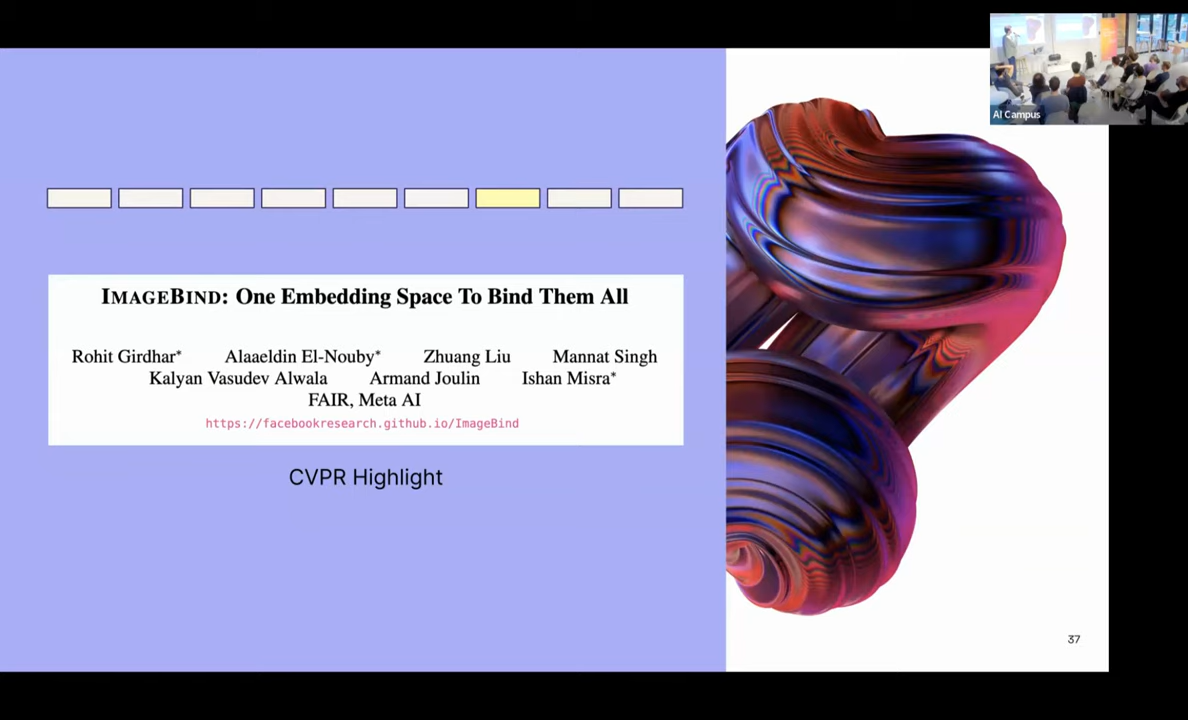 AI Campus
IMAGEBIND: One Embedding Space To Bind Them All
Rohit Girdhar* Alaaeldin El-Nouby* Zhuang Liu Mannat Singh
Kalyan Vasudev Alwala Armand Joulin Ishan Misra*
FAIR, Meta AI
https://facebookresearch.github.io/ImageBind
CVPR Highlight
37